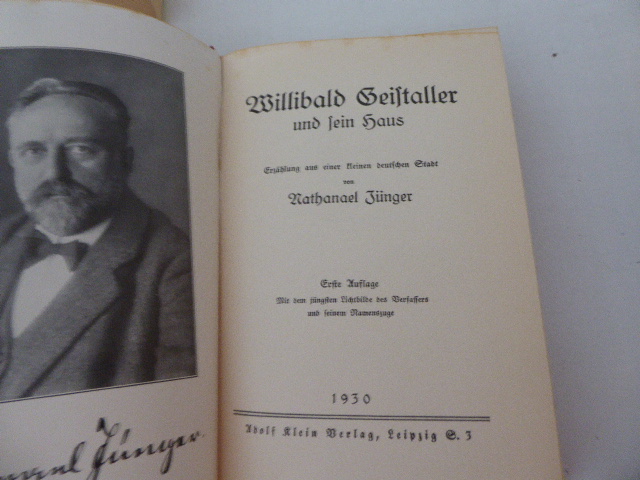 Willibald Geistaller
und sein Haus
Erzählung aus einer kleinen deutschen Stadt
von
Nathanael Jünger
Erste Auflage
Mit dem jüngsten Lichtbilde des Verfassers
und seinem Namenszuge
1930
Adolf Klein Verlag, Leipzig S. 3
Jünger